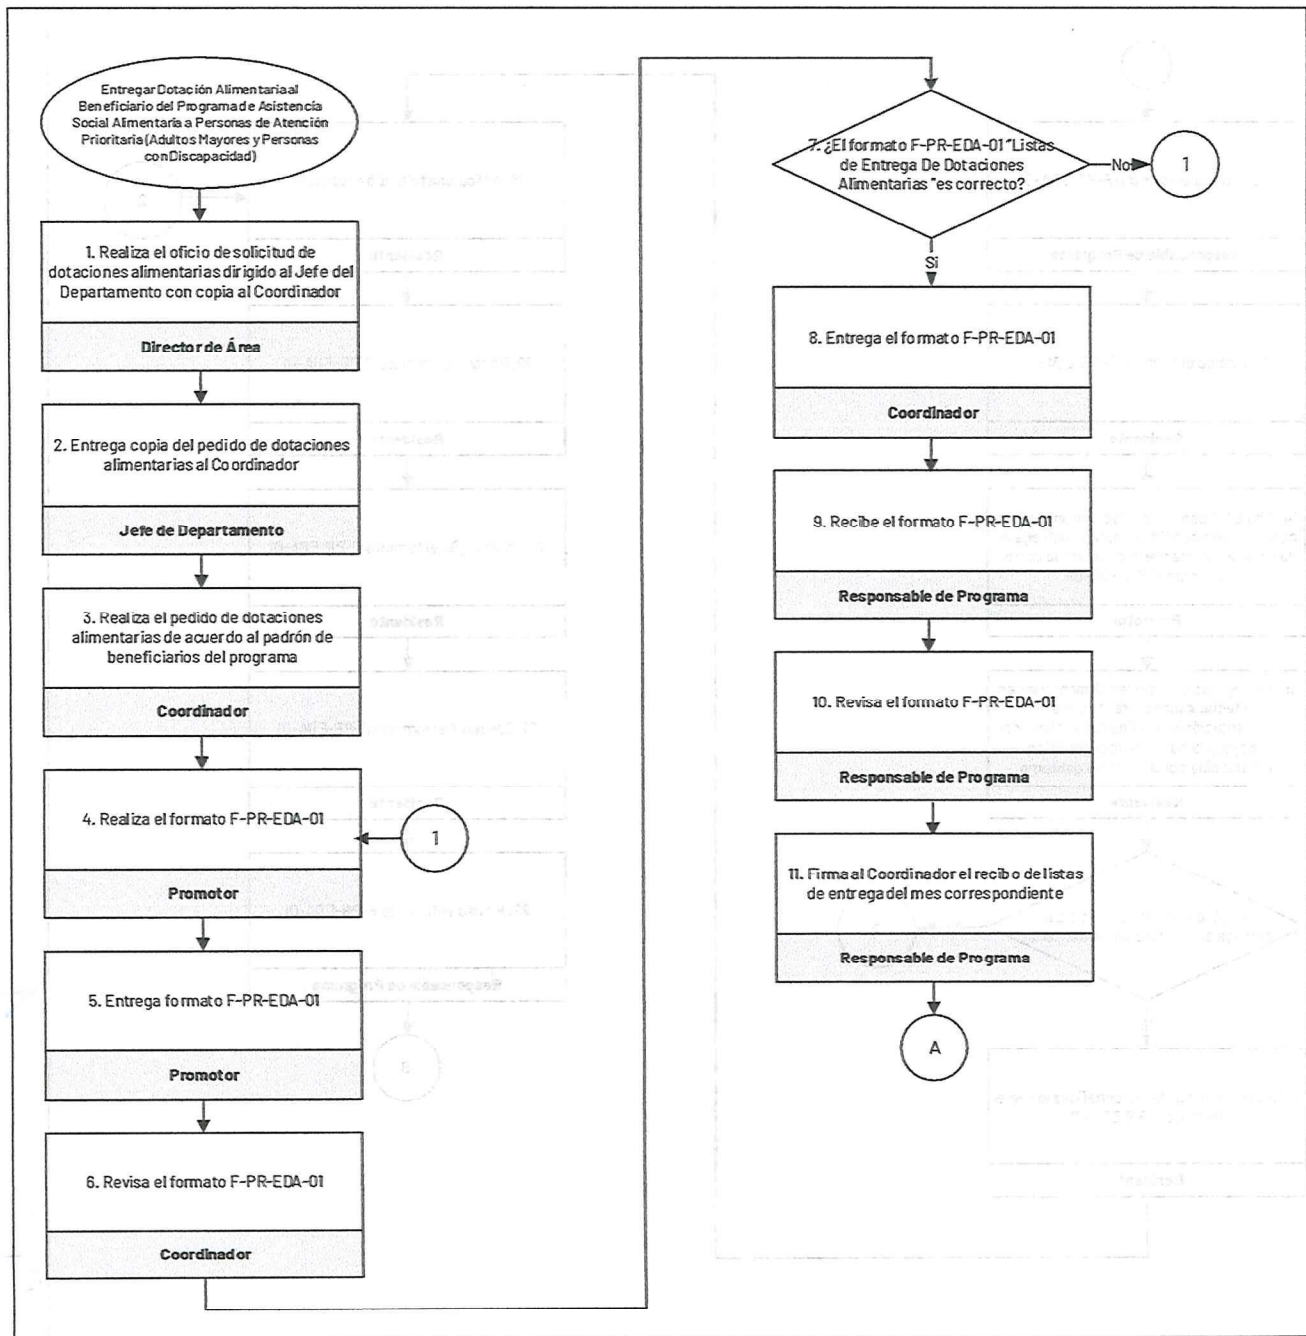 Entregar Dotación Alimentaria al
Beneficiario del Programa de Asistencia
Social Alimentaria a Personas de Atención
Prioritaria (Adultos Mayores y Personas
con Discapacidad)
1. Realiza el oficio de solicitud de
dotaciones alimentarias dirigido al Jefe del
Departamento con copia al Coordinador
Director de Área
2. Entrega copia del pedido de dotaciones
alimentarias al Coordinador
Jefe de Departamento
3. Realiza el pedido de dotaciones
alimentarias de acuerdo al padrón de
beneficiarios del programa
Coordinador
4. Realiza el formato F-PR-EDA-01
1
Promotor
5. Entrega formato F-PR-EDA-01
Promotor
6. Revisa el formato F-PR-EDA-01
Coordinador
7. ¿El formato F-PR-EDA-01 "Listas
de Entrega De Dotaciones
Alimentarias "es correcto?
No
1
Si
8. Entrega el formato F-PR-EDA-01
Coordinador
9. Recibe el formato F-PR-EDA-01
Responsable de Programa
10. Revisa el formato F-PR-EDA-01
Responsable de Programa
11. Firma al Coordinador el recibo de listas
de entrega del mes correspondiente
Responsable de Programa
A